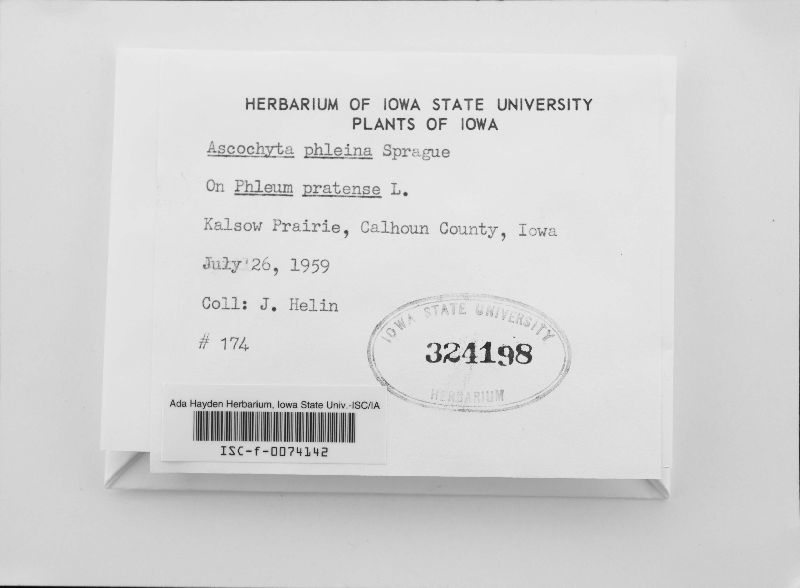 HERBARIUM OF IOWA STATE UNIVERSITY
PLANTS OF IOWA
Ascochyta phleina Sprague
On Phleum pratense L.
Kalsow Prairie, Calhoun County, Iowa
July 26, 1959
Coll: J. Helin
# 174
IOWA STATE UNIVERSITY
324198
HERBARIUM
Ada Hayden Herbarium, Iowa State Univ.-ISC/IA
ISC-f-0074142